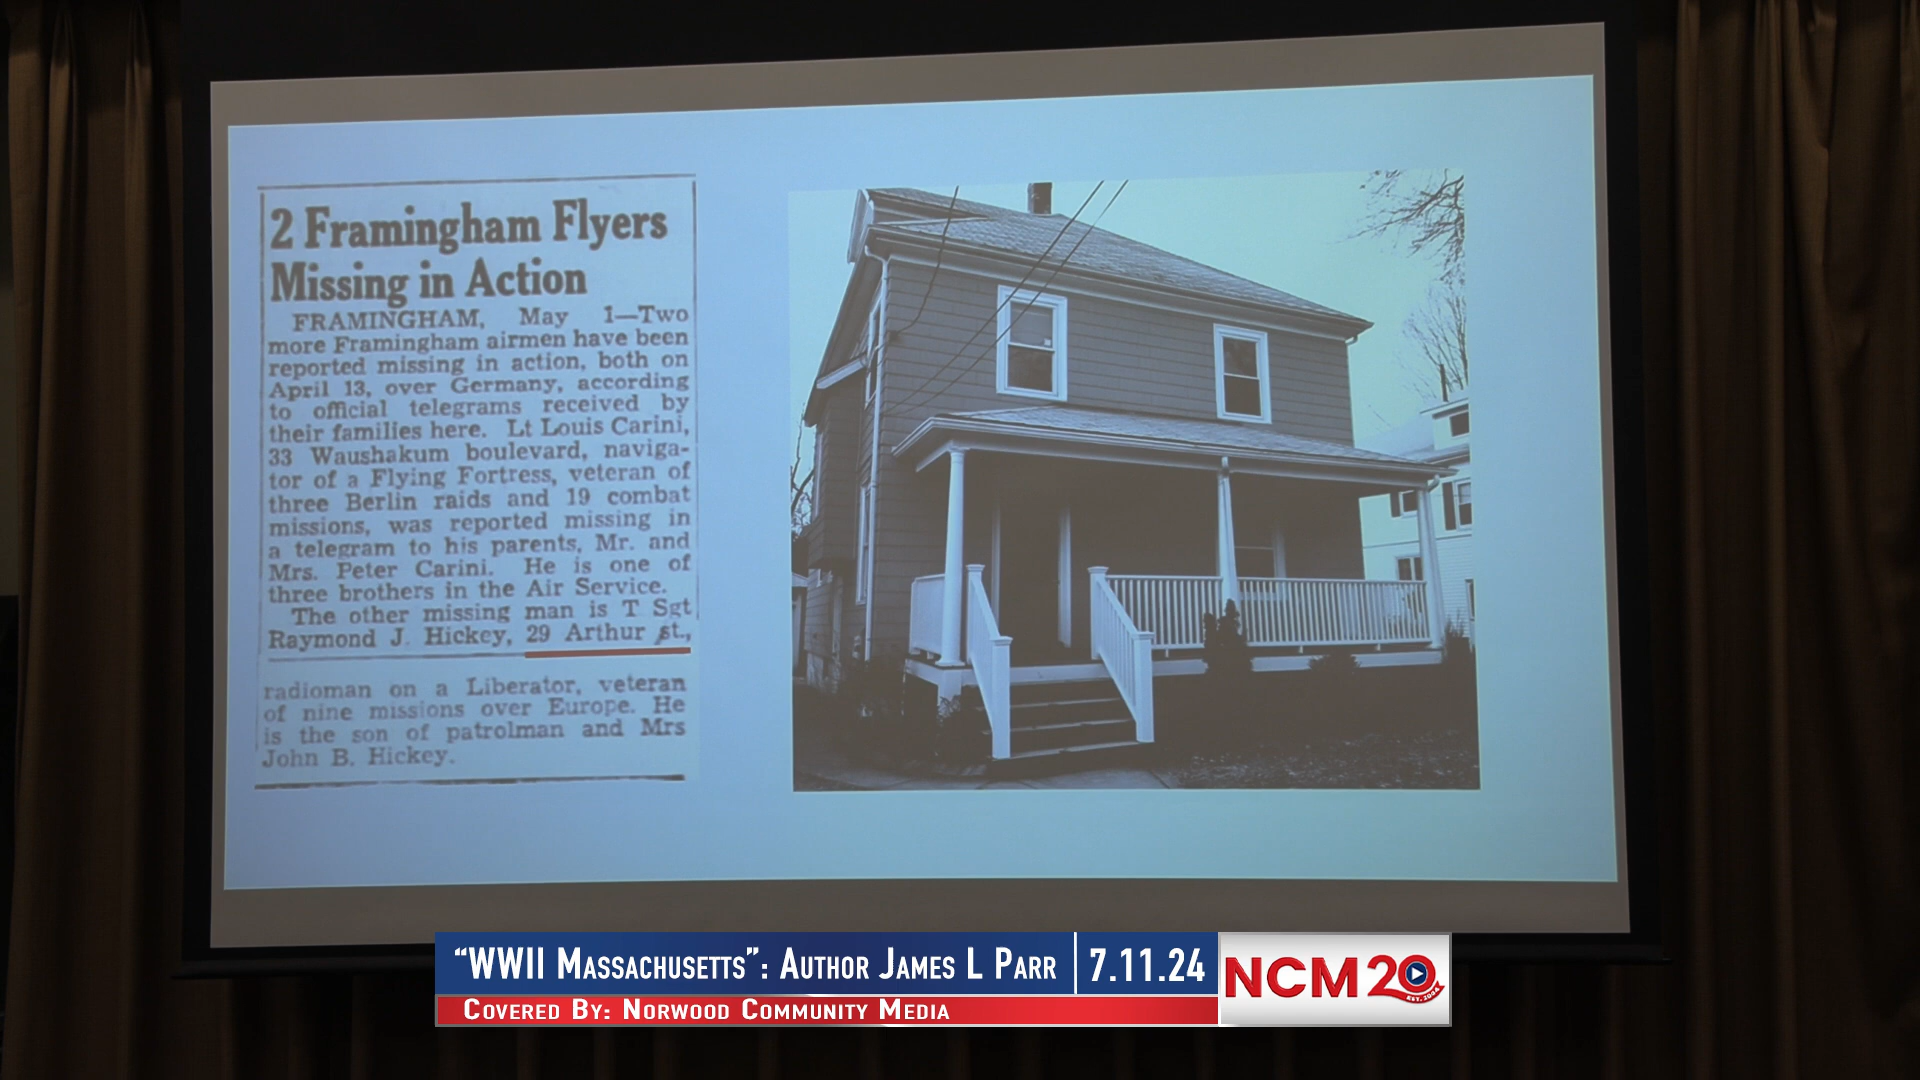 2 Framingham Flyers
Missing in Action
FRAMINGHAM, May 1—Two
more Framingham airmen have been
reported missing in action, both on
April 13, over Germany, according
to official telegrams received by
their families here. Lt Louis Carini,
33 Waushakum boulevard, naviga-
tor of a Flying Fortress, veteran of
three Berlin raids and 19 combat
missions, was reported missing in
a telegram to his parents, Mr. and
Mrs. Peter Carini. He is one of
three brothers in the Air Service.
The other missing man is T Sgt
Raymond J. Hickey, 29 Arthur st.,
radioman on a Liberator, veteran
of nine missions over Europe. He
is the son of patrolman and Mrs
John B. Hickey.
“WWII Massachusetts”: Author James L Parr
7.11.24
Covered By: Norwood Community Media
NCM 20
EST. 2004